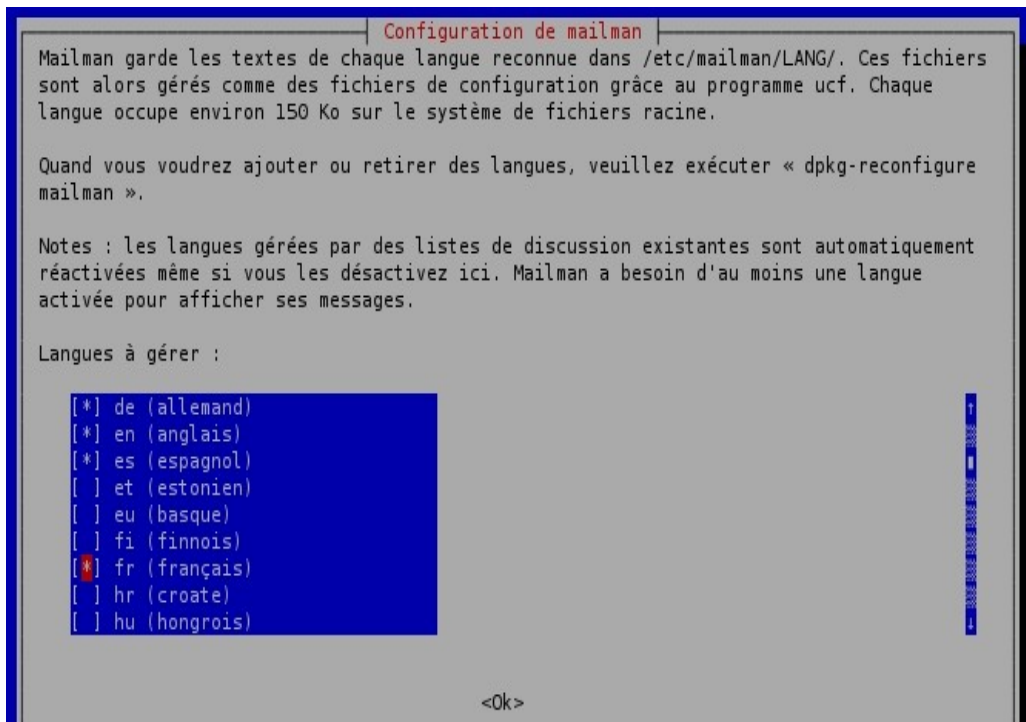 Configuration de mailman
Mailman garde les textes de chaque langue reconnue dans /etc/mailman/LANG/. Ces fichiers
sont alors gérés comme des fichiers de configuration grâce au programme ucf. Chaque
langue occupe environ 150 Ko sur le système de fichiers racine.
Quand vous voudrez ajouter ou retirer des langues, veuillez exécuter « dpkg-reconfigure
mailman ».
Notes : les langues gérées par des listes de discussion existantes sont automatiquement
réactivées même si vous les désactivez ici. Mailman a besoin d'au moins une langue
activée pour afficher ses messages.
Langues à gérer :
[*] de (allemand)
[*] en (anglais)
[*] es (espagnol)
[ ] et (estonien)
[ ] eu (basque)
[ ] fi (finnois)
[*] fr (français)
[ ] hr (croate)
[ ] hu (hongrois)
<Ok>